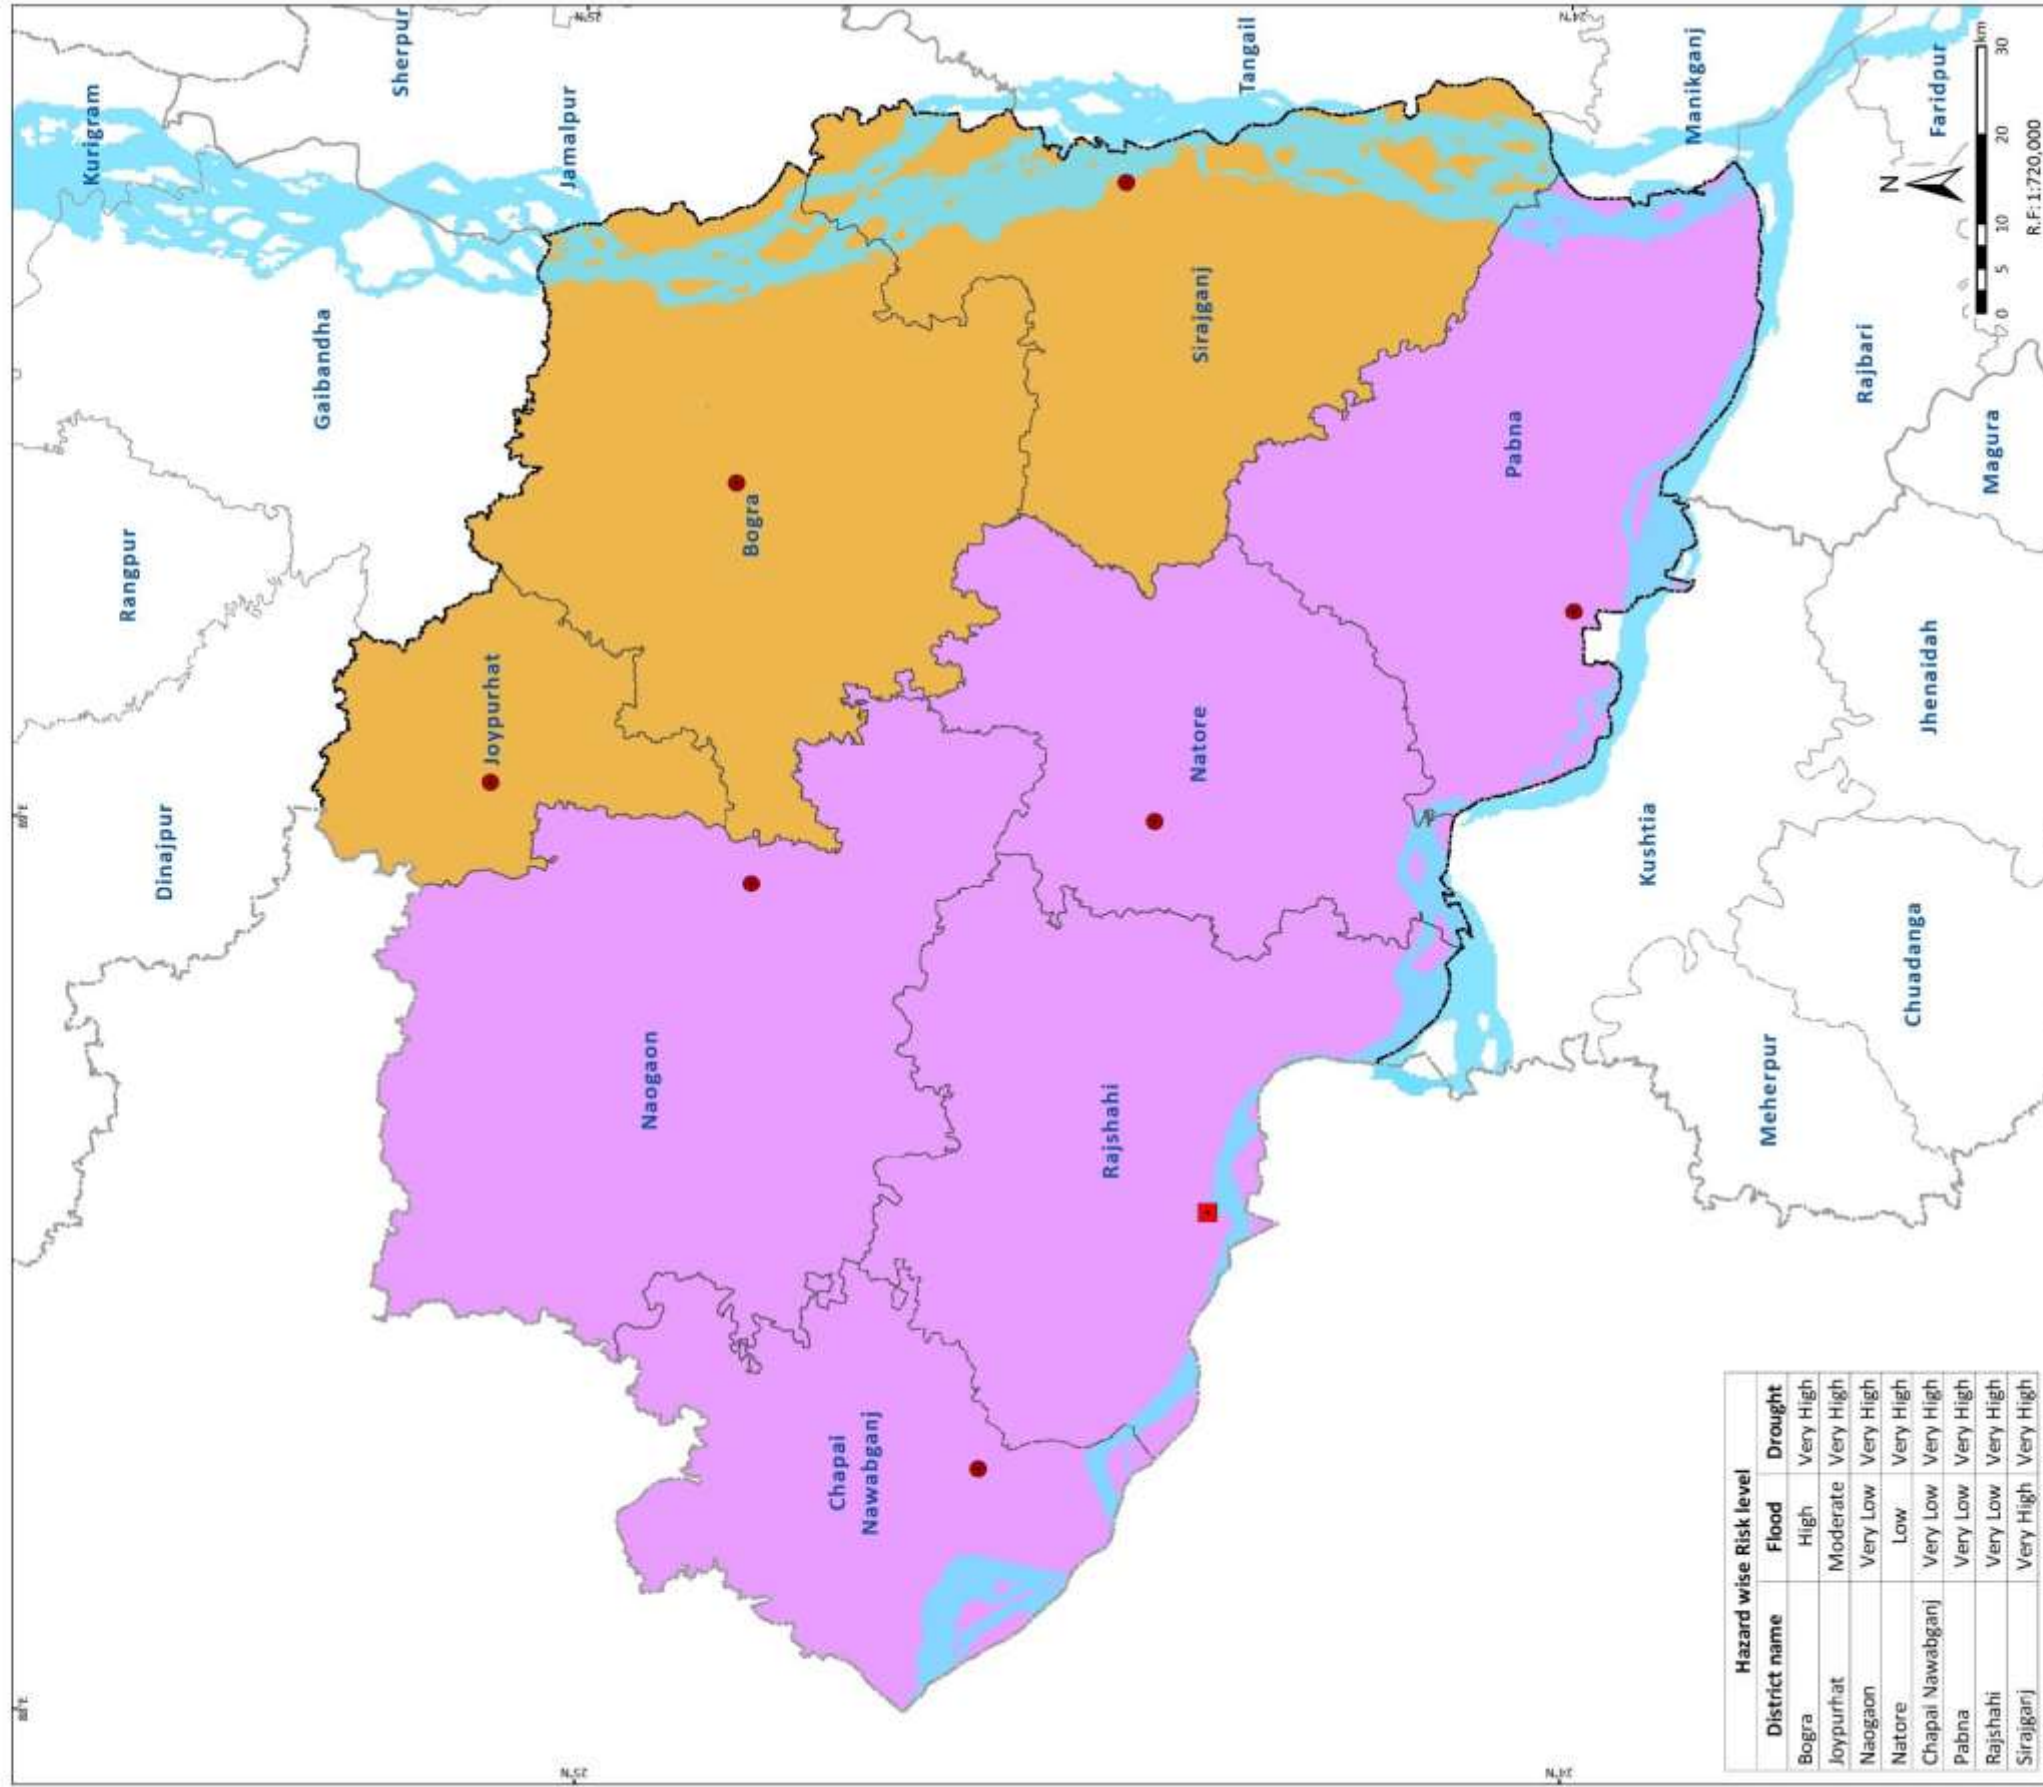 Kurigram
Sherpur
Jamalpur
Gaibandha
Rangpur
Dinajpur
Tangail
Manikganj
Faridpur
Rajbari
Magura
Jhenaidah
Kushtia
Chuadanga
Meherpur
Joypurhat
Bogra
Sirajganj
Pabna
Natore
Naogaon
Rajshahi
Chapai
Nawabganj
25°N
24°N
25°N
24°N
N
0 5 10 20 30
km
R.F: 1:720,000
Hazard wise Risk level
District name Flood Drought
Bogra High Very High
Joypurhat Moderate Very High
Naogaon Very Low Very High
Natore Low Very High
Chapai Nawabganj Very Low Very High
Pabna Very Low Very High
Rajshahi Very Low Very High
Sirajganj Very High Very High